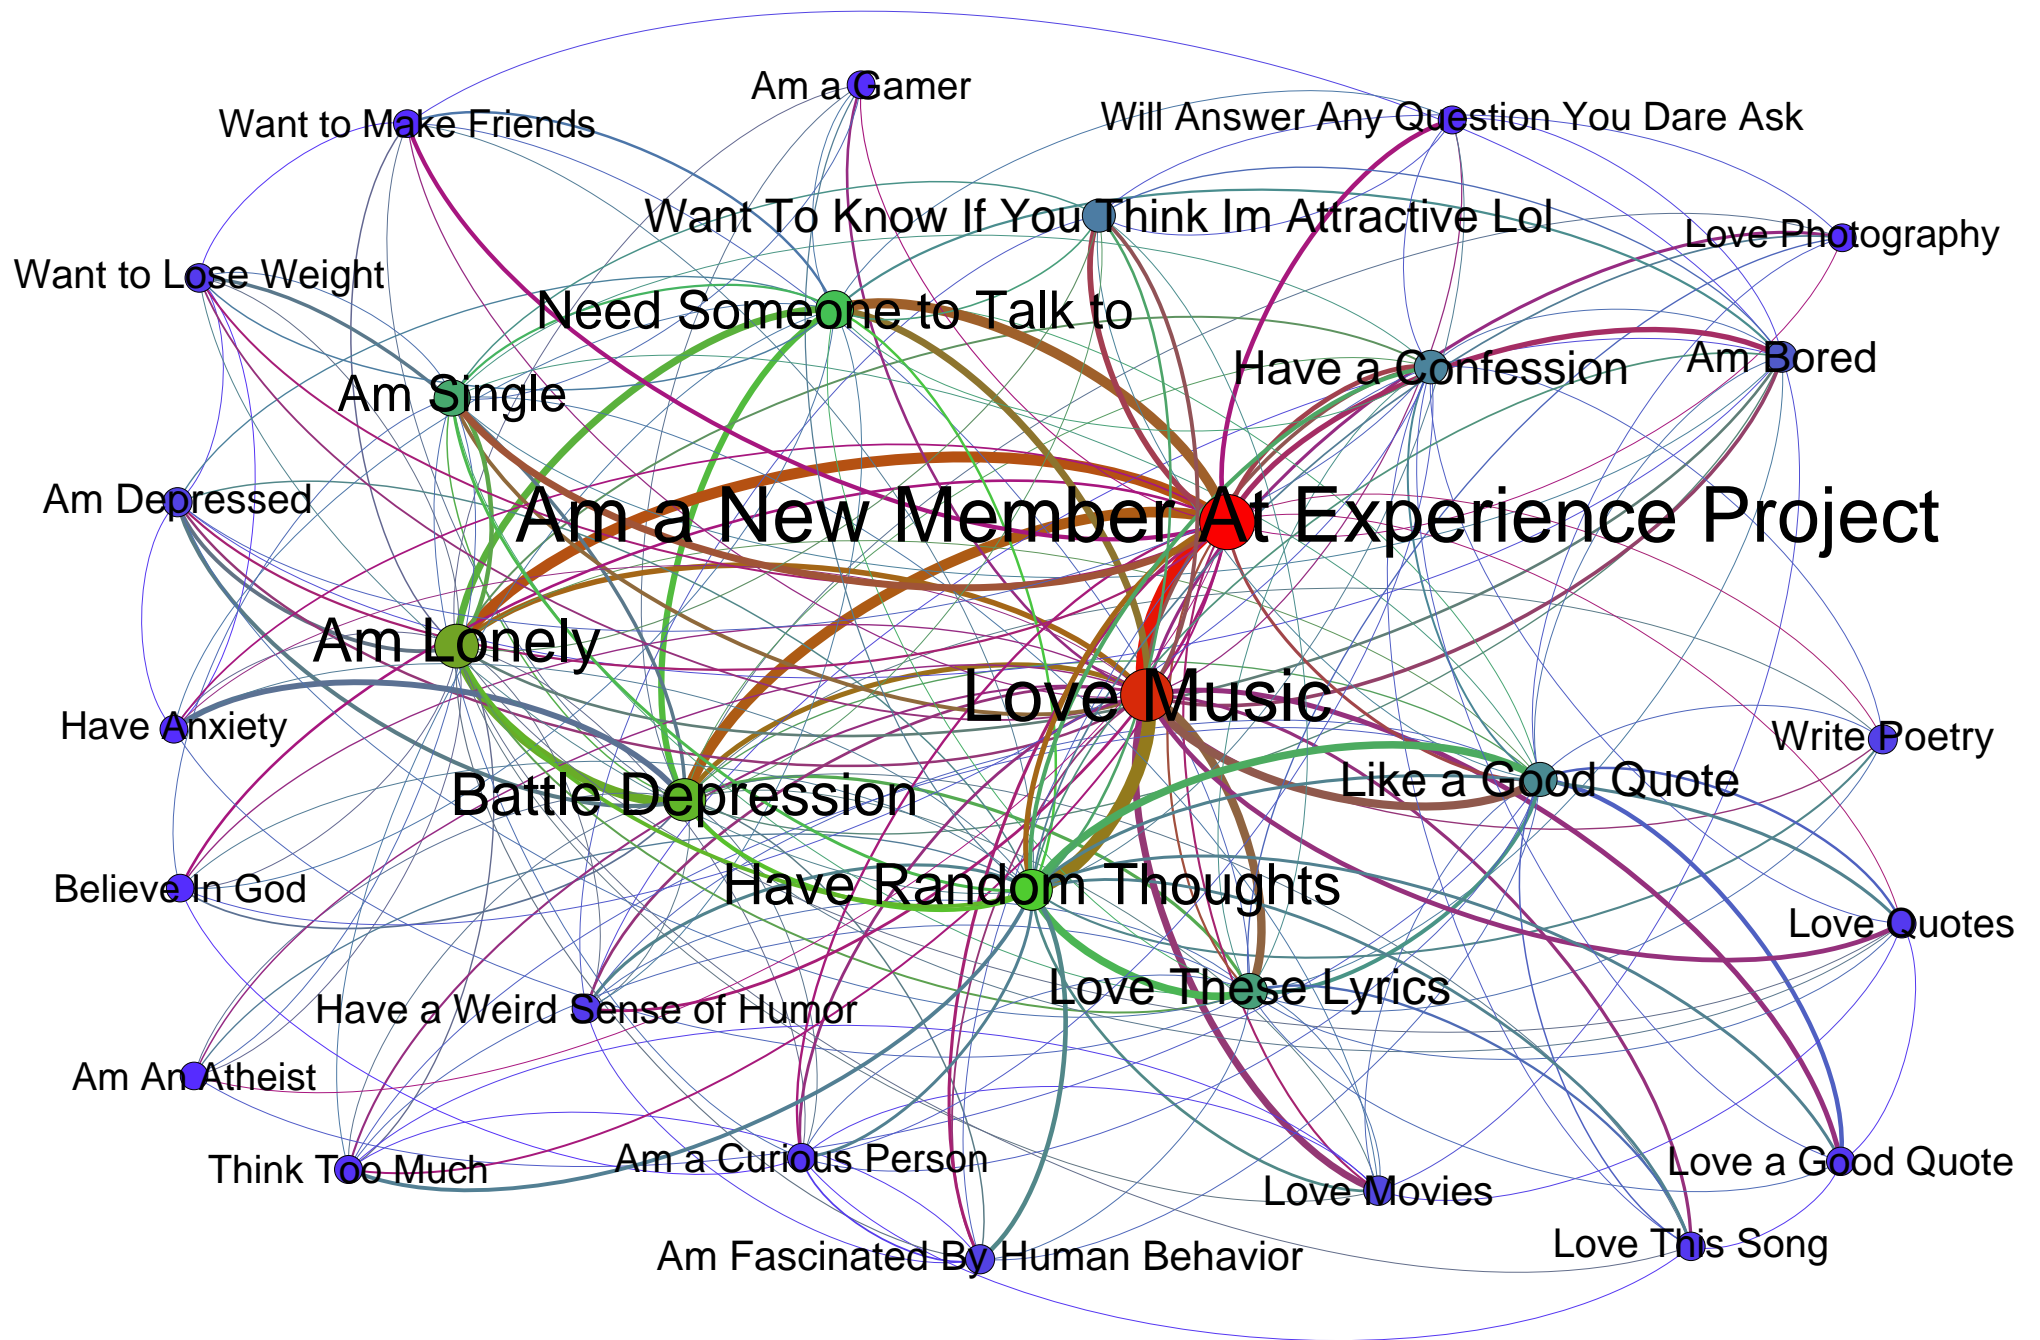 Am a Gamer
Want to Make Friends
Will Answer Any Question You Dare Ask
Want To Know If You Think Im Attractive Lol
Love Photography
Want to Lose Weight
Need Someone to Talk to
Have a Confession
Am Bored
Am Single
Am Depressed
Am a New Member At Experience Project
Am Lonely
Love Music
Have Anxiety
Write Poetry
Battle Depression
Like a Good Quote
Have Random Thoughts
Believe In God
Love Quotes
Love These Lyrics
Have a Weird Sense of Humor
Am An Atheist
Think Too Much
Am a Curious Person
Love a Good Quote
Love Movies
Love This Song
Am Fascinated By Human Behavior